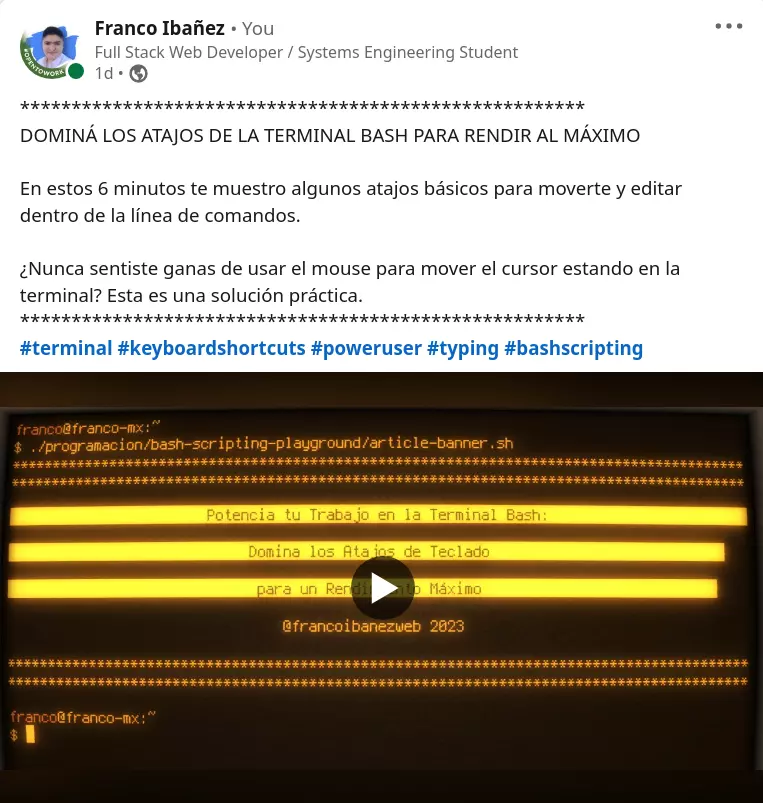 Franco Ibañez • You
Full Stack Web Developer / Systems Engineering Student
1d •
#OPENTOWORK
*******************************************************
DOMINÁ LOS ATAJOS DE LA TERMINAL BASH PARA RENDIR AL MÁXIMO
En estos 6 minutos te muestro algunos atajos básicos para moverte y editar
dentro de la línea de comandos.
¿Nunca sentiste ganas de usar el mouse para mover el cursor estando en la
terminal? Esta es una solución práctica.
*******************************************************
#terminal #keyboardshortcuts #poweruser #typing #bashscripting
franco@franco-mx:~
$ ./programacion/bash-scripting-playground/article-banner.sh
********************************************************************************
********************************************************************************
Potencia tu Trabajo en la Terminal Bash:
Domina los Atajos de Teclado
para un Máximo
@francoibanezweb 2023
********************************************************************************
********************************************************************************
franco@franco-mx:~
$